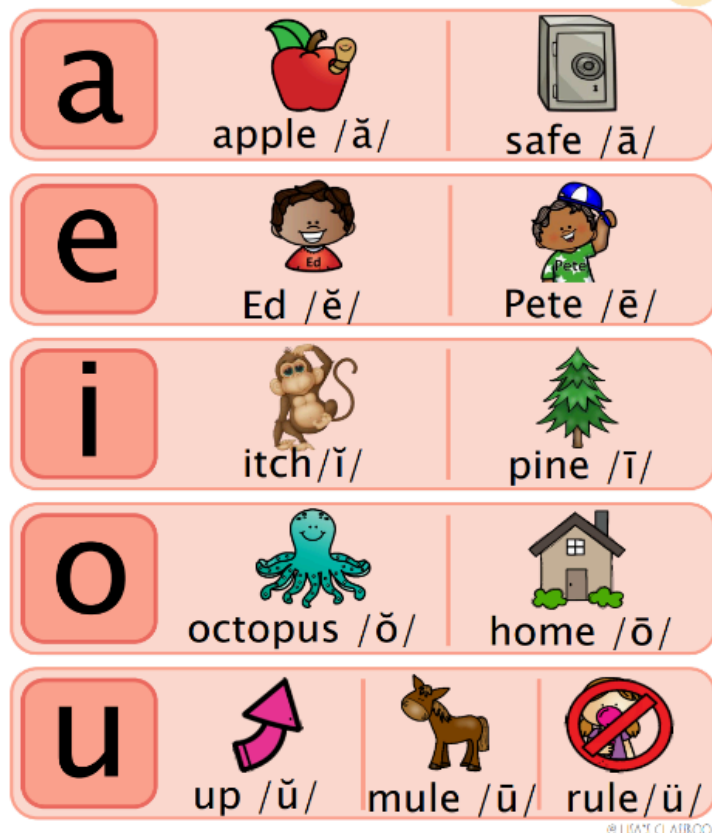 a
apple /ă/
safe /ā/
e
Ed
Pete
Ed /ĕ/
Pete /ē/
i
itch/ĭ/
pine /ī/
o
octopus /ŏ/
home /ō/
u
up /ŭ/
mule /ū/
rule/ü/